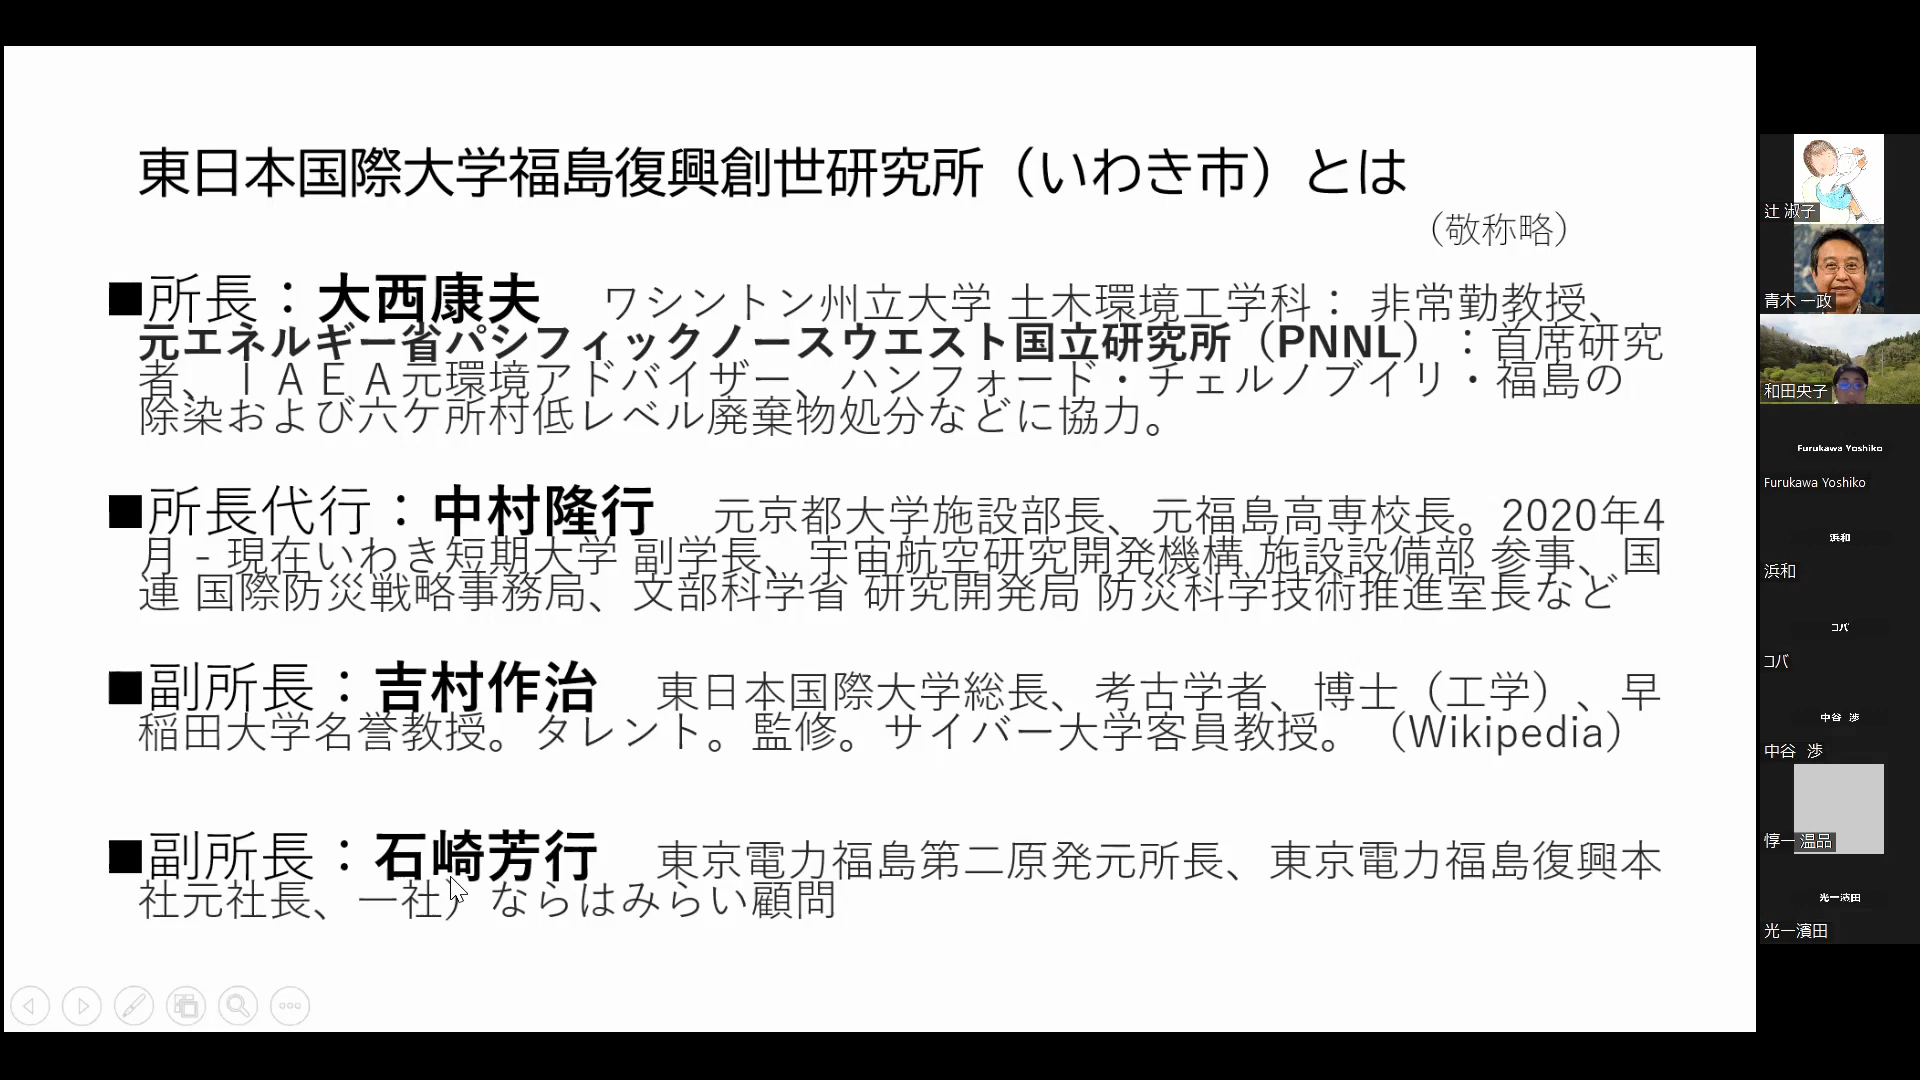 東日本国際大学福島復興創世研究所（いわき市）とは
（敬称略）
■所長：大西康夫　ワシントン州立大学 土木環境工学科： 非常勤教授、
元エネルギー省パシフィックノースウエスト国立研究所（PNNL）：首席研究
者、ＩＡＥＡ元環境アドバイザー、ハンフォード・チェルノブイリ・福島の
除染および六ケ所村低レベル廃棄物処分などに協力。
■所長代行：中村隆行　元京都大学施設部長、元福島高専校長。2020年4
月 - 現在いわき短期大学 副学長、宇宙航空研究開発機構 施設設備部 参事、国
連 国際防災戦略事務局、文部科学省 研究開発局 防災科学技術推進室長など
■副所長：吉村作治　東日本国際大学総長、考古学者、博士（工学）、早
稲田大学名誉教授。タレント。監修。サイバー大学客員教授。（Wikipedia）
■副所長：石崎芳行　東京電力福島第二原発元所長、東京電力福島復興本
社元社長、一社）ならはみらい顧問
辻 淑子
青木 一政
和田央子
Furukawa Yoshiko
Furukawa Yoshiko
浜和
浜和
コバ
コバ
中谷 渉
中谷 渉
惇一 温品
光一濱田
光一濱田